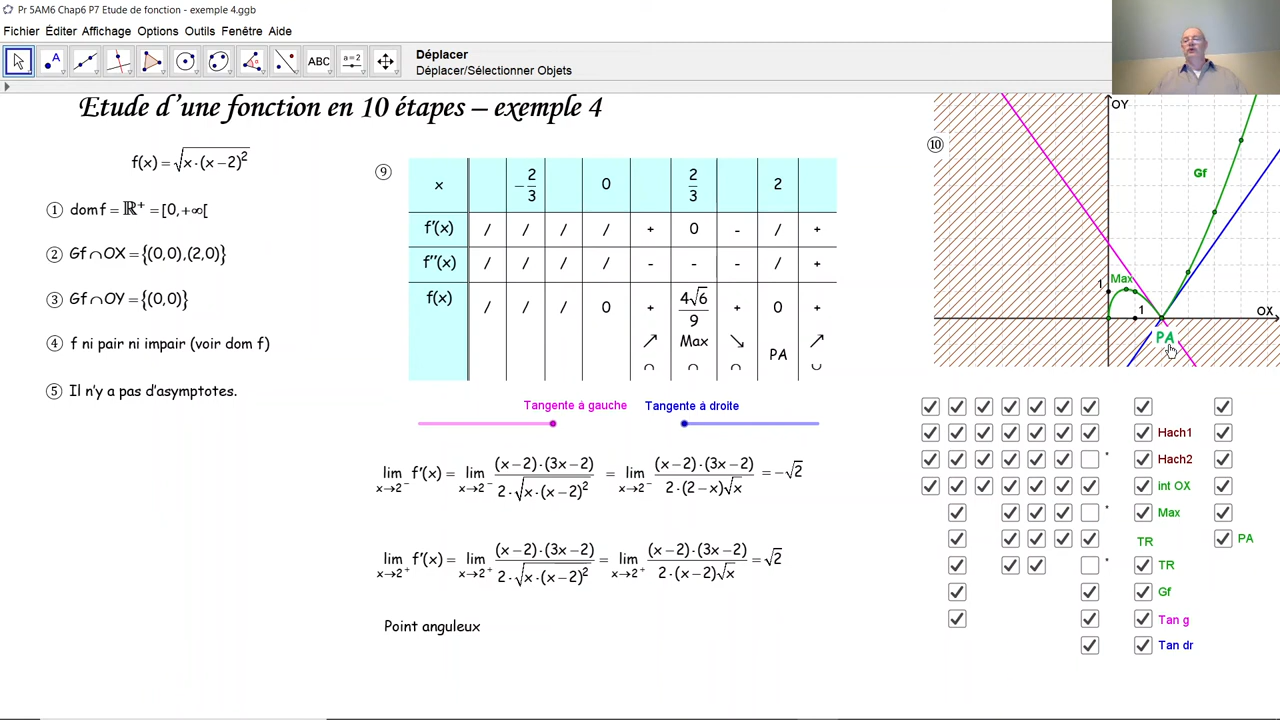 Pr 5AM6 Chap6 P7 Etude de fonction - exemple 4.ggb
Fichier Éditer Affichage Options Outils Fenêtre Aide
A ABC a=2
Déplacer
Déplacer/Sélectionner Objets
Etude d'une fonction en 10 étapes – exemple 4
f(x) = √(x·(x−2)²)
① dom f = ℝ⁺ = [0,+∞[
② Gf ∩ OX = {(0,0),(2,0)}
③ Gf ∩ OY = {(0,0)}
④ f ni pair ni impair (voir dom f)
⑤ Il n'y a pas d'asymptotes.
⑨
x −2/3 0 2/3 2
f'(x) / / / / + 0 - / +
f''(x) / / / / - - - / +
f(x) / / / 0 + 4√6/9 + 0 +
↗ Max ↘ PA ↗
∩ ∩ ∩ ∪
Tangente à gauche Tangente à droite
lim x→2⁻ f'(x) = lim x→2⁻ (x−2)·(3x−2) / 2·√(x·(x−2)²) = lim x→2⁻ (x−2)·(3x−2) / 2·(2−x)√x = −√2
lim x→2⁺ f'(x) = lim x→2⁺ (x−2)·(3x−2) / 2·√(x·(x−2)²) = lim x→2⁺ (x−2)·(3x−2) / 2·(x−2)√x = √2
Point anguleux
⑩
OY
Gf
Max
1
1
OX
PA
Hach1
* Hach2
int OX
* Max
TR PA
* TR
Gf
Tan g
Tan dr